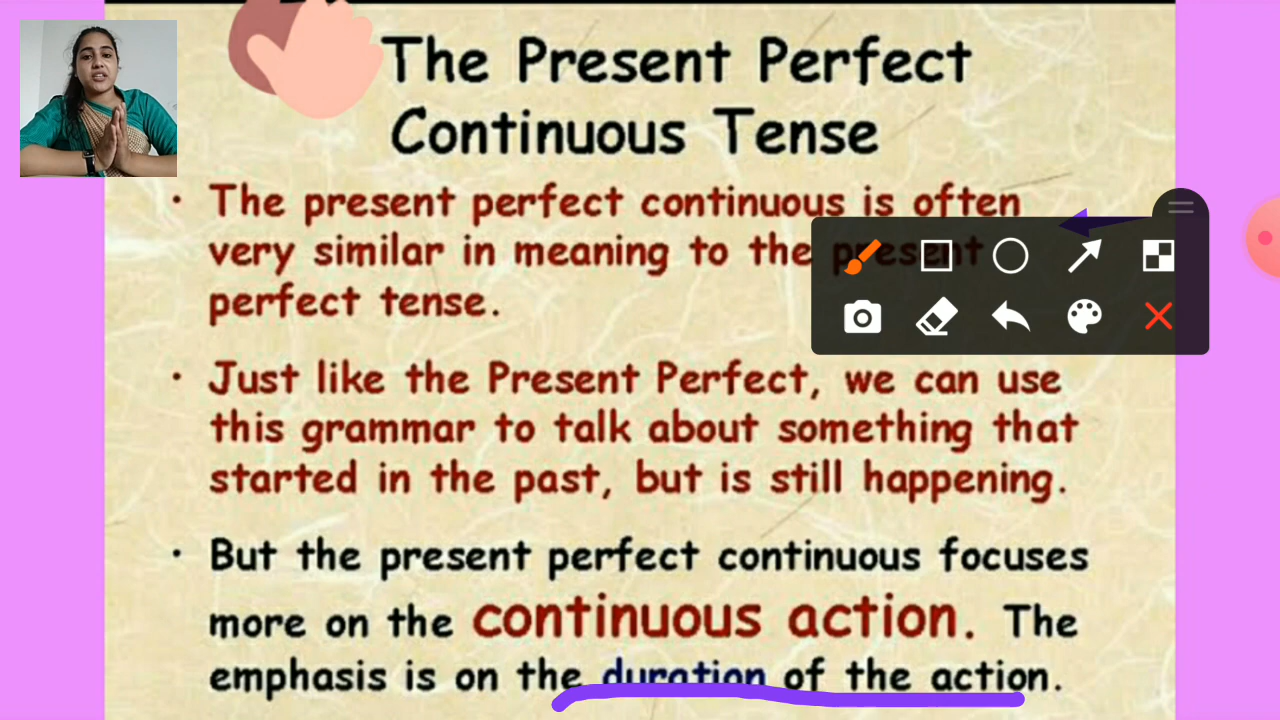 The Present Perfect
Continuous Tense
• The present perfect continuous is often
very similar in meaning to the present
perfect tense.
• Just like the Present Perfect, we can use
this grammar to talk about something that
started in the past, but is still happening.
• But the present perfect continuous focuses
more on the continuous action. The
emphasis is on the duration of the action.